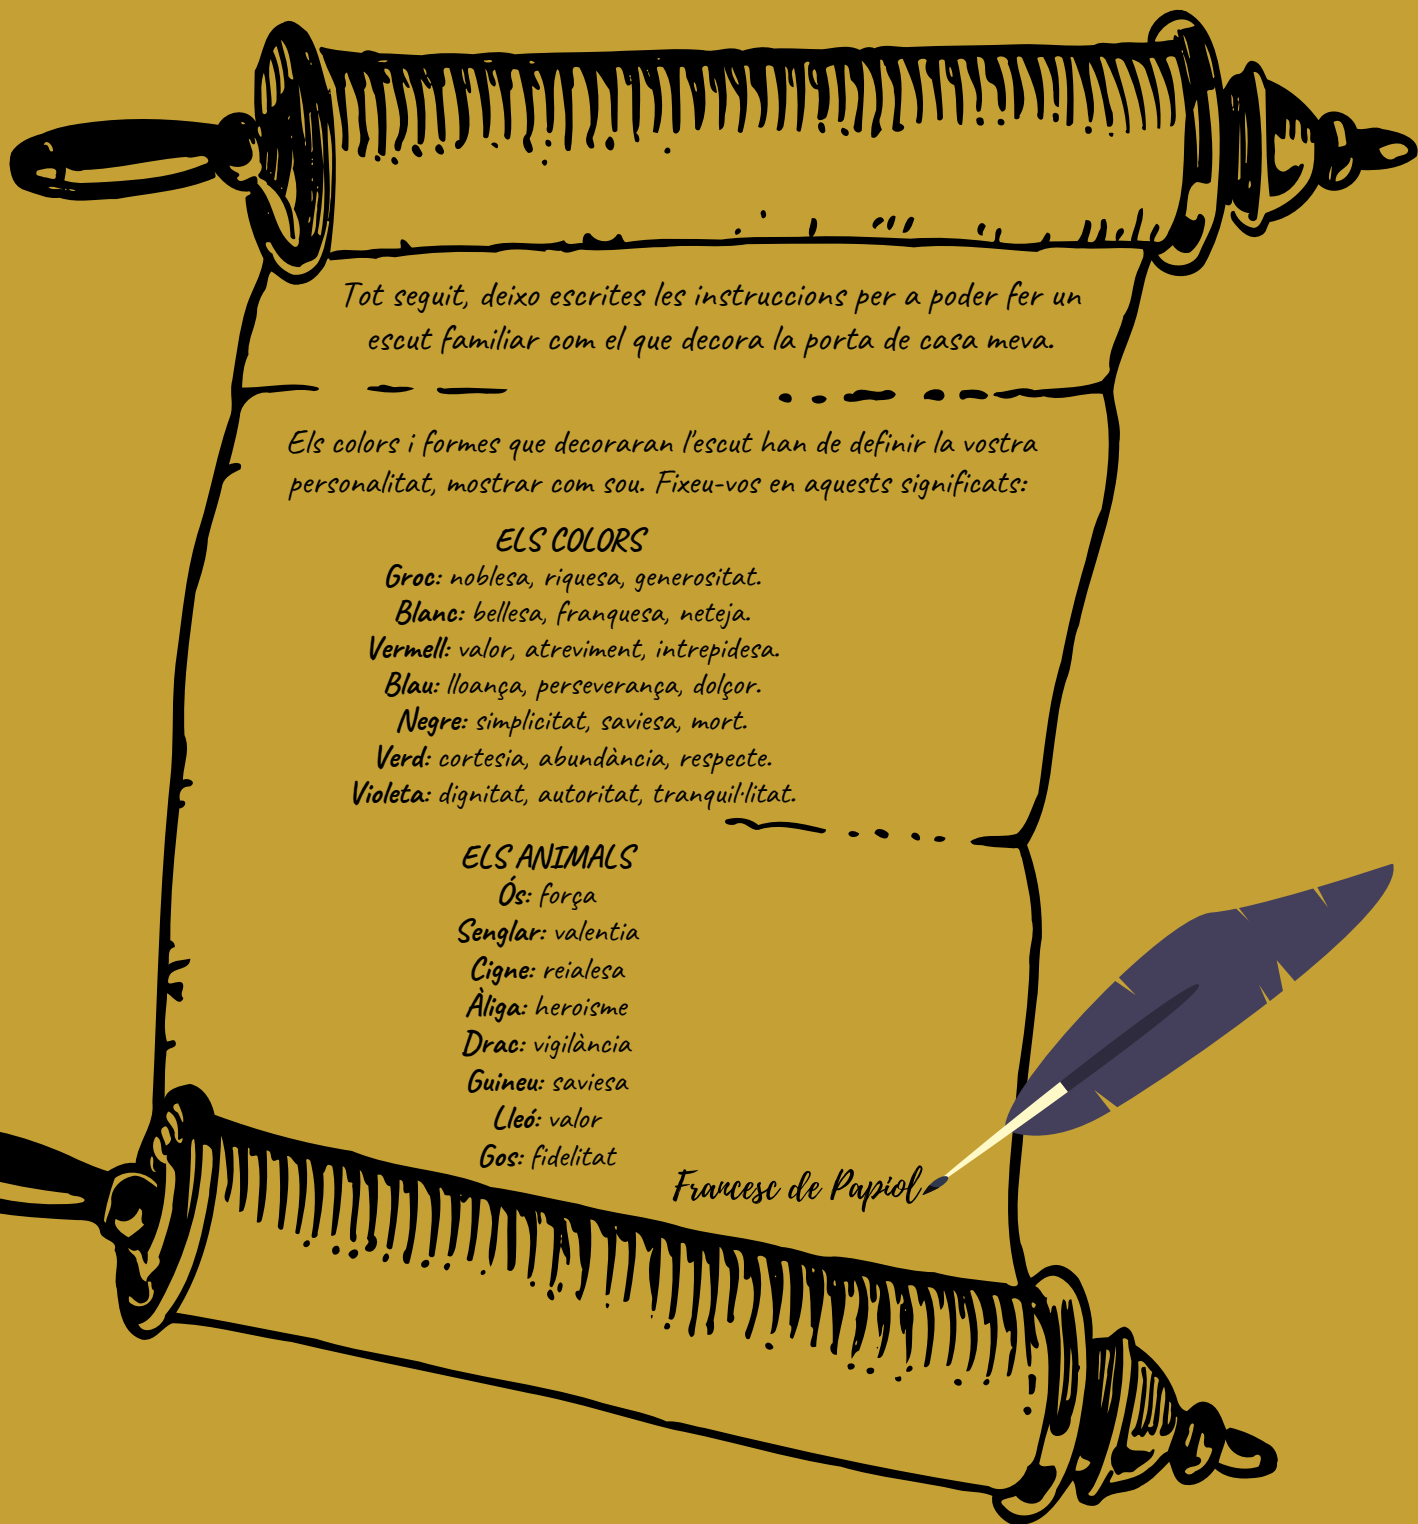 Tot seguit, deixo escrites les instruccions per a poder fer un
escut familiar com el que decora la porta de casa meva.
Els colors i formes que decoraran l'escut han de definir la vostra
personalitat, mostrar com sou. Fixeu-vos en aquests significats:
ELS COLORS
Groc: noblesa, riquesa, generositat.
Blanc: bellesa, franquesa, neteja.
Vermell: valor, atreviment, intrepidesa.
Blau: lloança, perseverança, dolçor.
Negre: simplicitat, saviesa, mort.
Verd: cortesia, abundància, respecte.
Violeta: dignitat, autoritat, tranquil·litat.
ELS ANIMALS
Ós: força
Senglar: valentia
Cigne: reialesa
Àliga: heroisme
Drac: vigilància
Guineu: saviesa
Lleó: valor
Gos: fidelitat
Francesc de Papiol